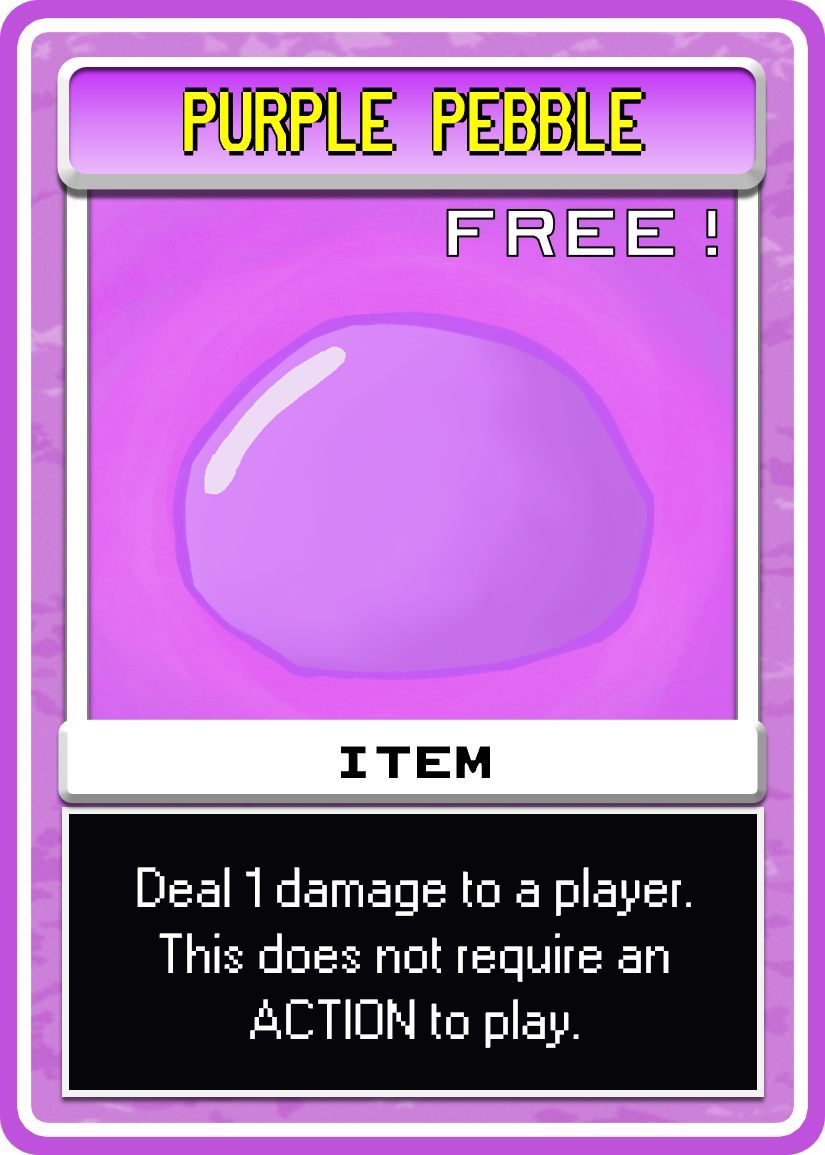 PURPLE PEBBLE
FREE!
ITEM
Deal 1 damage to a player.
This does not require an
ACTION to play.